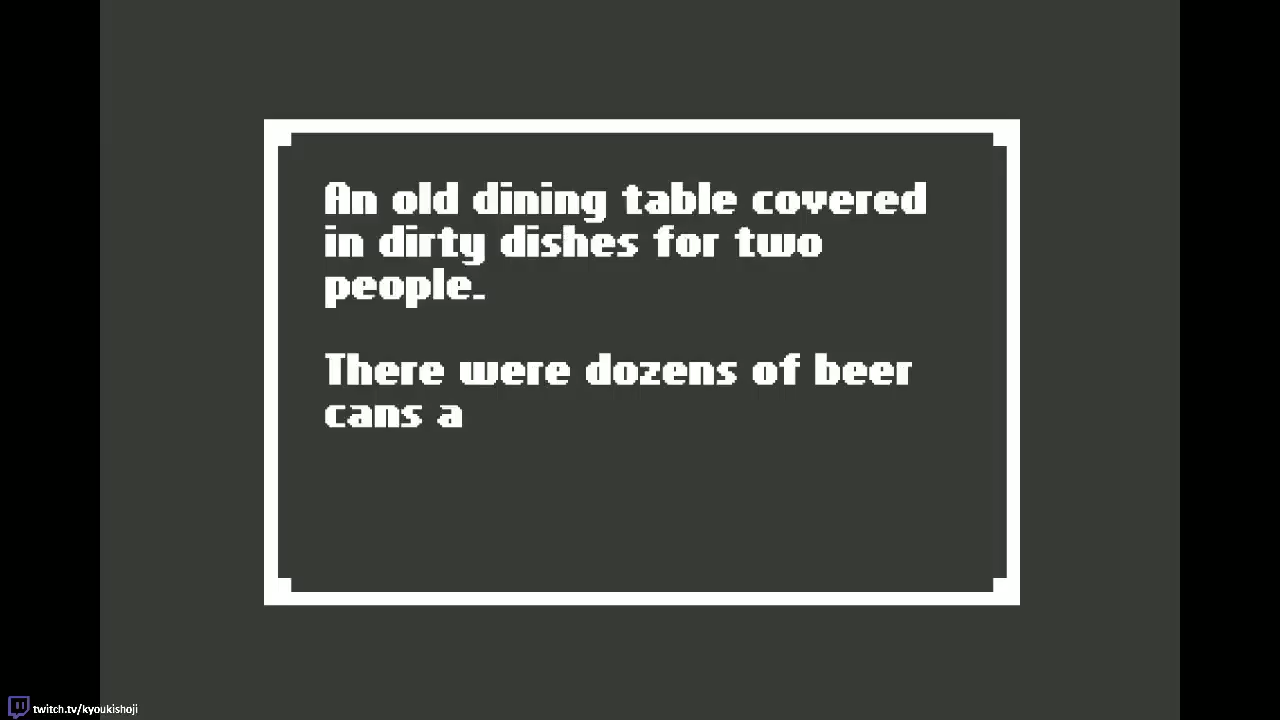 An old dining table covered
in dirty dishes for two
people.
There were dozens of beer
cans a
twitch.tv/kyoukishoji